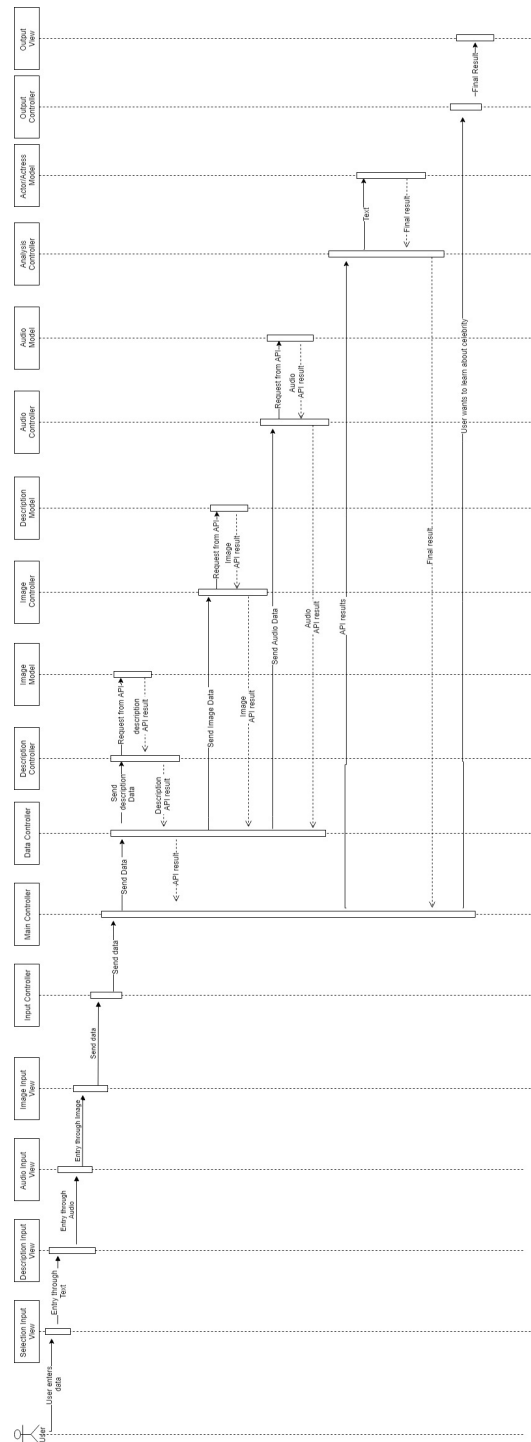 User
Selection Input
View
Description Input
View
Audio Input
View
Image Input
View
Input Controller
Main Controller
Data Controller
Description
Controller
Image
Model
Image
Controller
Description
Model
Audio
Controller
Audio
Model
Analysis
Controller
Actor/Actress
Model
Output
Controller
Output
View
User enters
data
Entry through
Text
Entry through
Audio
Entry through Image
Send data
Send data
Send Data
Send
description
Data
Request from API
description
API result
Description
API result
API result
Send Image Data
Request from API
Image
API result
Image
API result
Send Audio Data
Request from API
Audio
API result
Audio
API result
API results
Text
Final result
Final result
User wants to learn about celebrity
Final Result